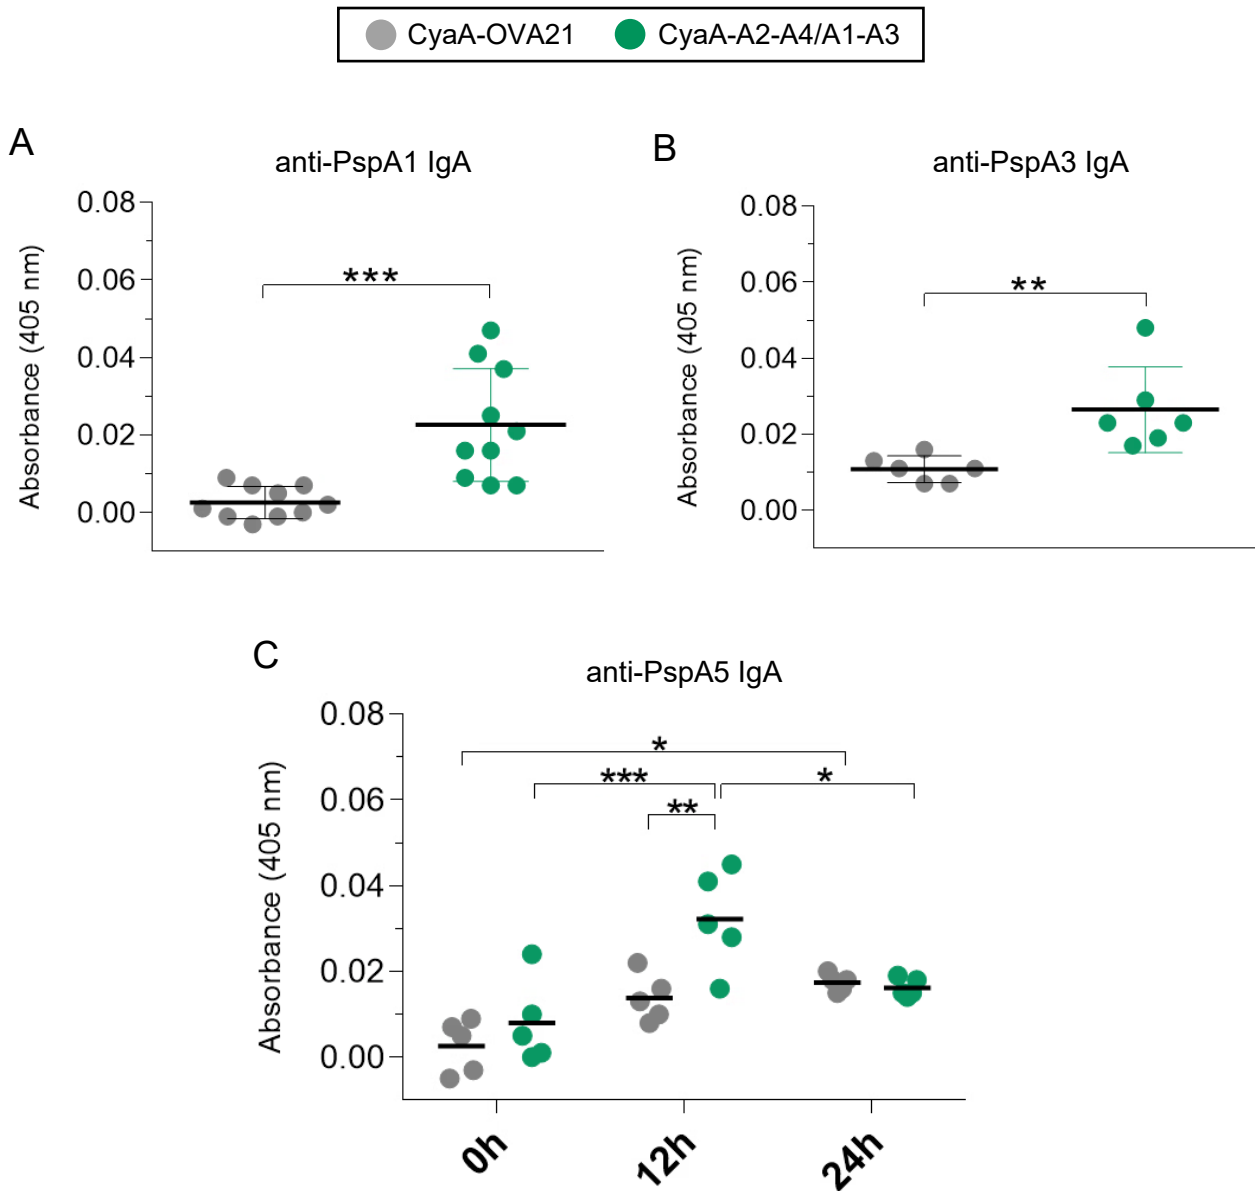 CyaA-OVA21 CyaA-A2-A4/A1-A3
A
anti-PspA1 IgA
Absorbance (405 nm)
0.08
0.06
0.04
0.02
0.00
***
B
anti-PspA3 IgA
Absorbance (405 nm)
0.08
0.06
0.04
0.02
0.00
**
C
anti-PspA5 IgA
Absorbance (405 nm)
0.08
0.06
0.04
0.02
0.00
*
*** *
**
0h 12h 24h